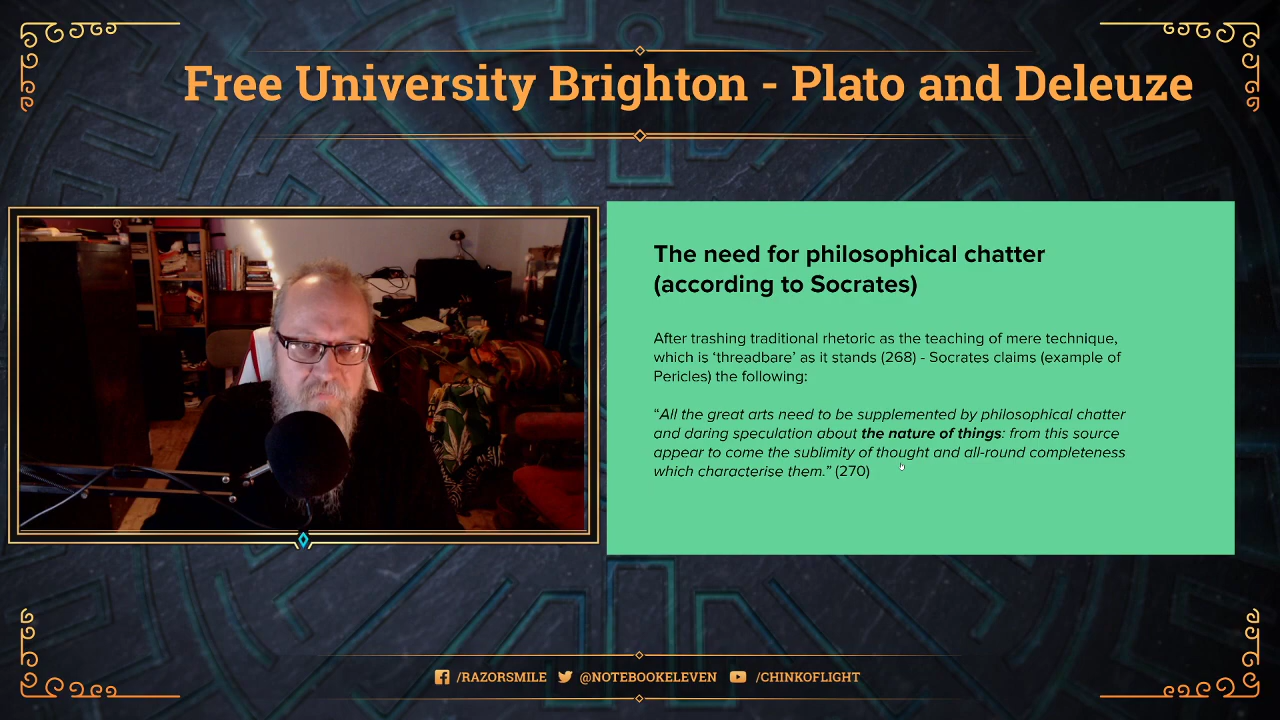 Free University Brighton - Plato and Deleuze
The need for philosophical chatter
(according to Socrates)
After trashing traditional rhetoric as the teaching of mere technique,
which is ‘threadbare’ as it stands (268) - Socrates claims (example of
Pericles) the following:
“All the great arts need to be supplemented by philosophical chatter
and daring speculation about the nature of things: from this source
appear to come the sublimity of thought and all-round completeness
which characterise them.” (270)
/RAZORSMILE @NOTEBOOKELEVEN /CHINKOFLIGHT